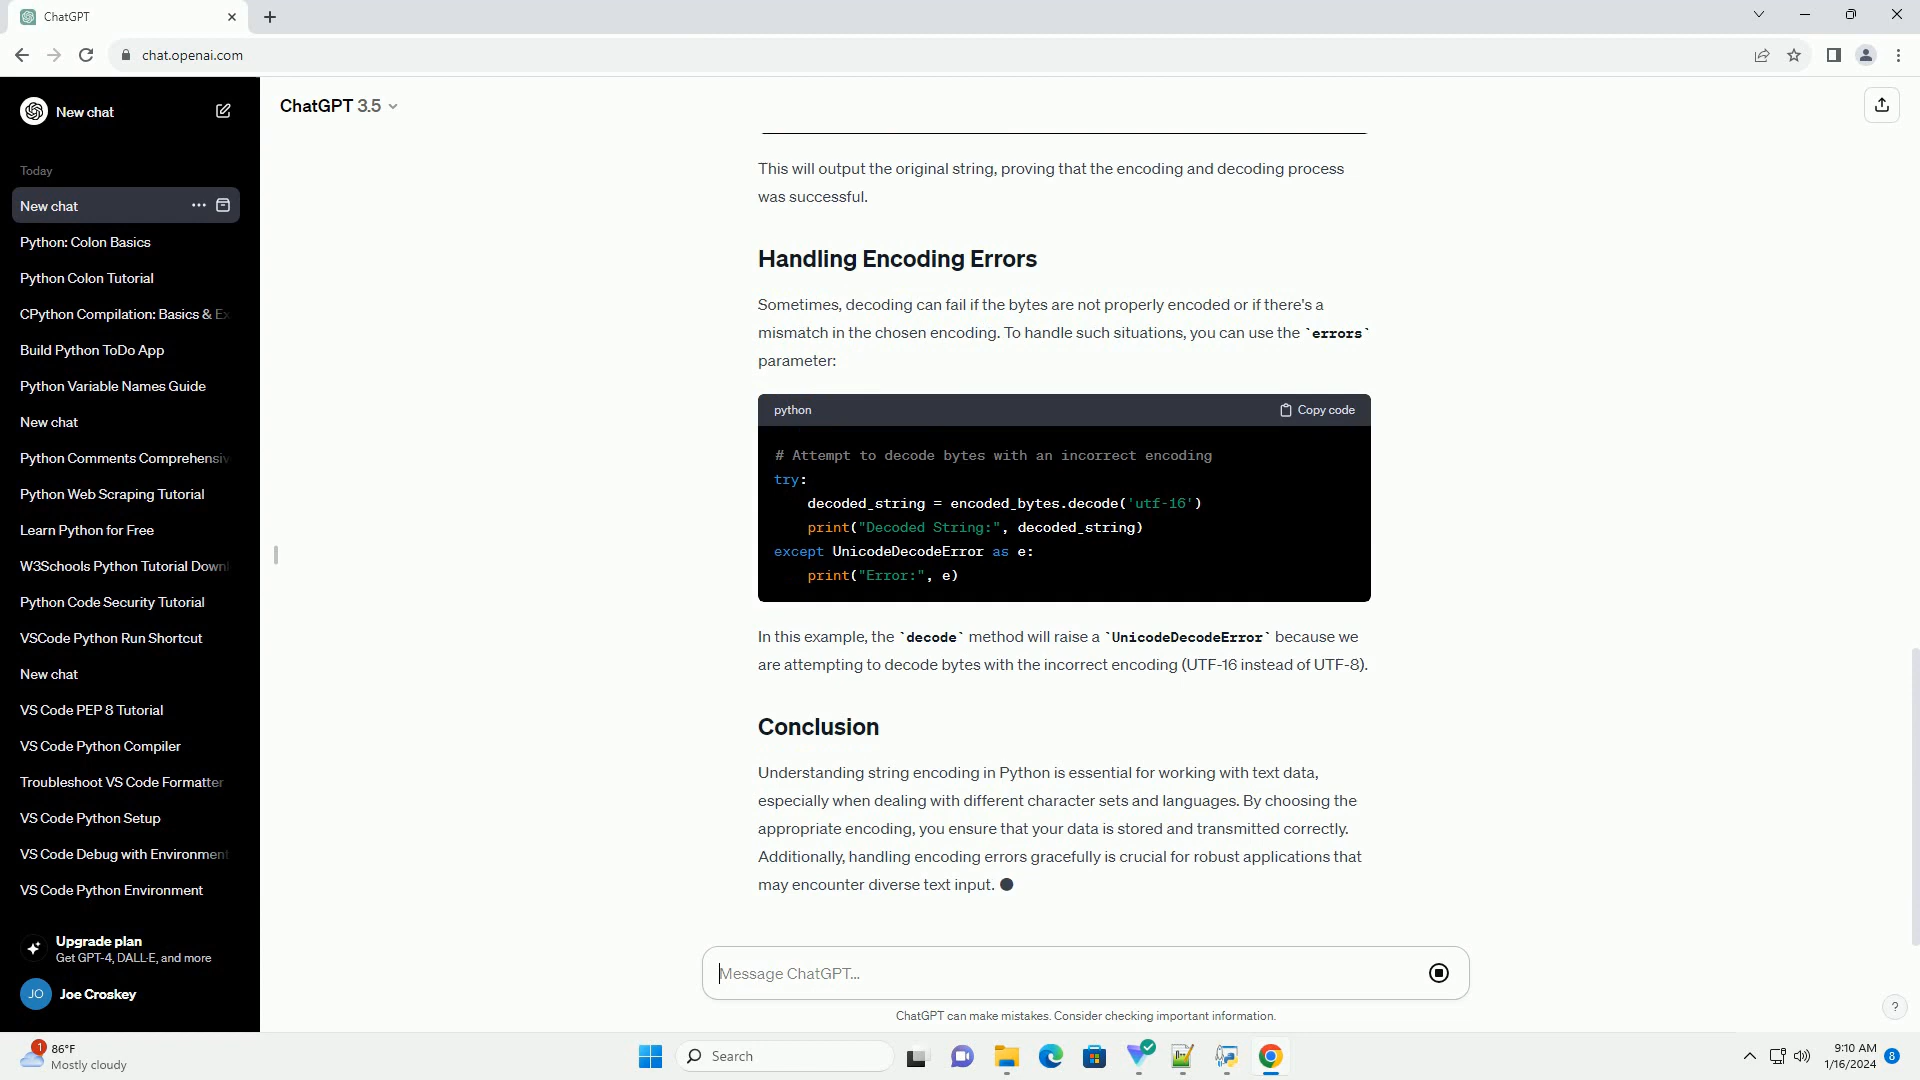 ChatGPT
chat.openai.com
New chat
ChatGPT 3.5
Today
New chat
Python: Colon Basics
Python Colon Tutorial
CPython Compilation: Basics & Ex
Build Python ToDo App
Python Variable Names Guide
New chat
Python Comments Comprehensiv
Python Web Scraping Tutorial
Learn Python for Free
W3Schools Python Tutorial Down
Python Code Security Tutorial
VSCode Python Run Shortcut
New chat
VS Code PEP 8 Tutorial
VS Code Python Compiler
Troubleshoot VS Code Formatter
VS Code Python Setup
VS Code Debug with Environment
VS Code Python Environment
Upgrade plan
Get GPT-4, DALL·E, and more
JO
Joe Croskey
This will output the original string, proving that the encoding and decoding process
was successful.
Handling Encoding Errors
Sometimes, decoding can fail if the bytes are not properly encoded or if there's a
mismatch in the chosen encoding. To handle such situations, you can use the `errors`
parameter:
python
Copy code
# Attempt to decode bytes with an incorrect encoding
try:
    decoded_string = encoded_bytes.decode('utf-16')
    print("Decoded String:", decoded_string)
except UnicodeDecodeError as e:
    print("Error:", e)
In this example, the `decode` method will raise a `UnicodeDecodeError` because we
are attempting to decode bytes with the incorrect encoding (UTF-16 instead of UTF-8).
Conclusion
Understanding string encoding in Python is essential for working with text data,
especially when dealing with different character sets and languages. By choosing the
appropriate encoding, you ensure that your data is stored and transmitted correctly.
Additionally, handling encoding errors gracefully is crucial for robust applications that
may encounter diverse text input.
Message ChatGPT...
ChatGPT can make mistakes. Consider checking important information.
?
1
86°F
Mostly cloudy
Search
9:10 AM
1/16/2024
8